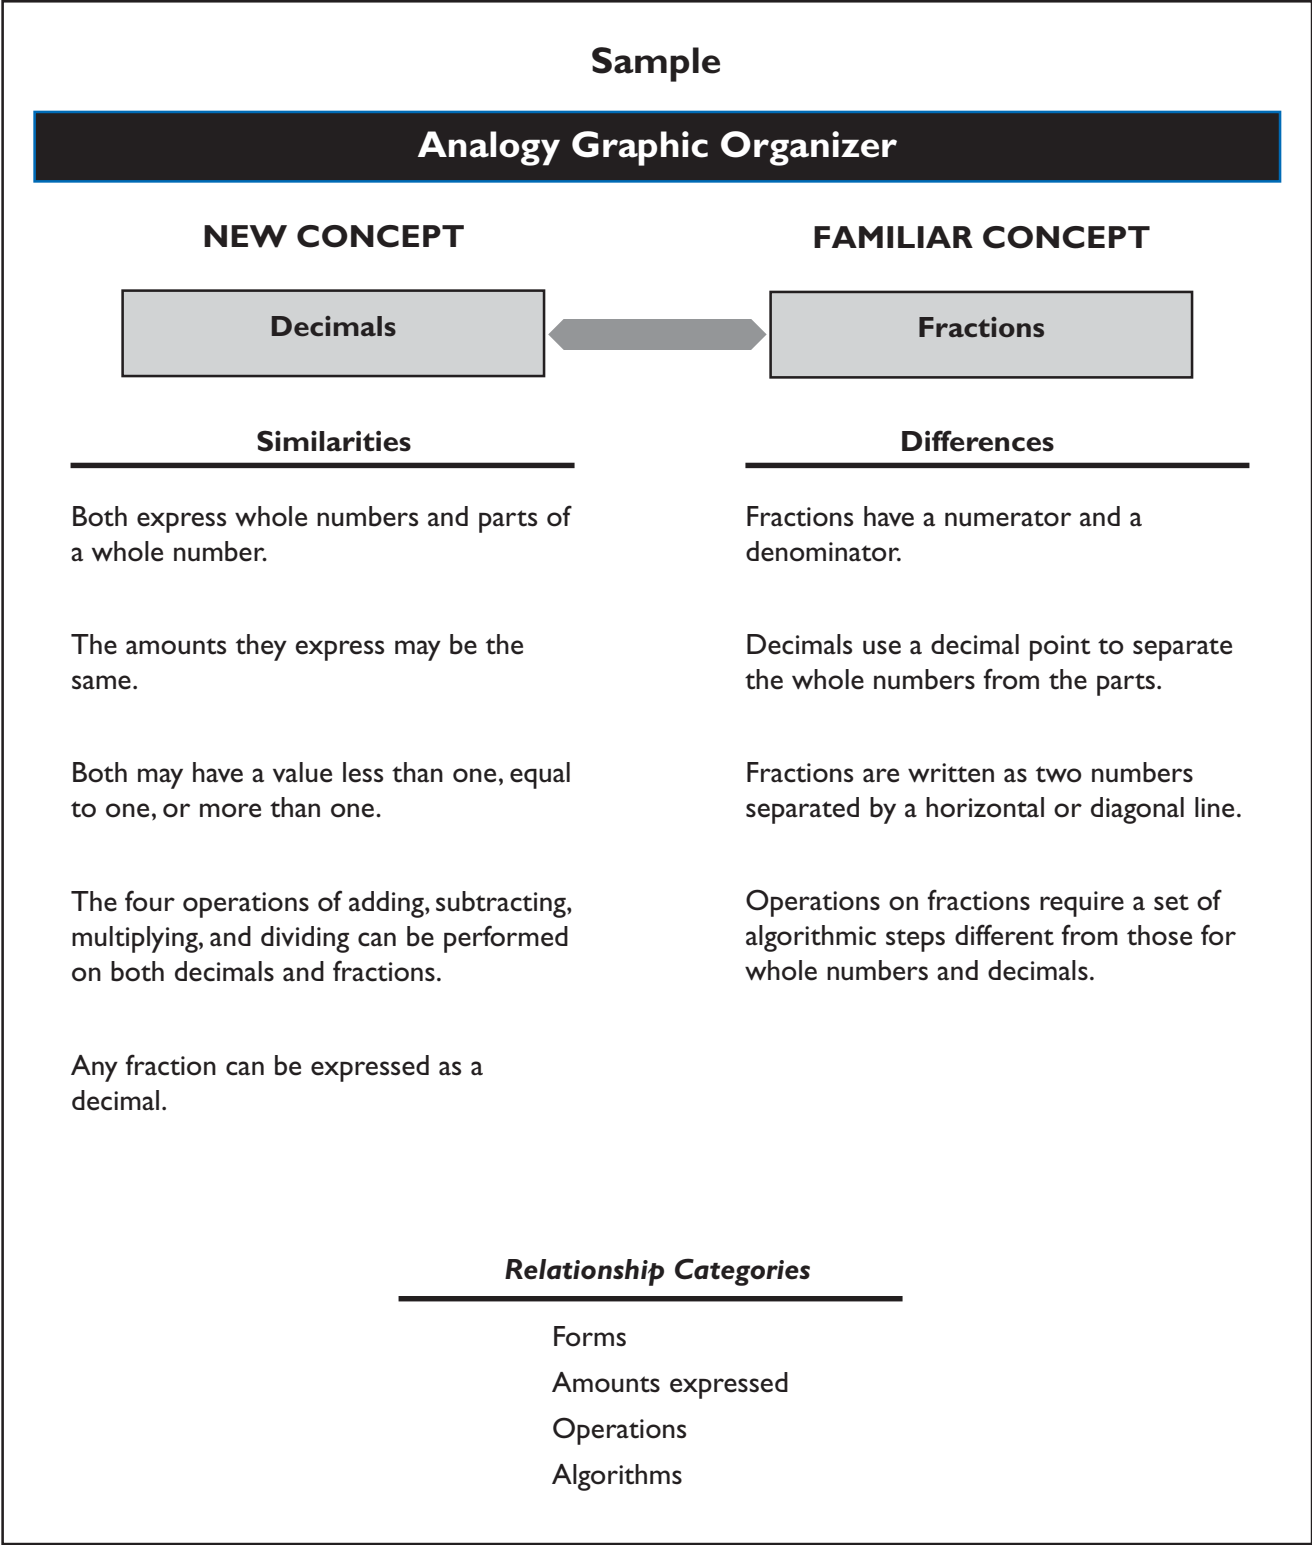 Sample
Analogy Graphic Organizer
NEW CONCEPT
FAMILIAR CONCEPT
Decimals
Fractions
Similarities
Both express whole numbers and parts of
a whole number.
The amounts they express may be the
same.
Both may have a value less than one, equal
to one, or more than one.
The four operations of adding, subtracting,
multiplying, and dividing can be performed
on both decimals and fractions.
Any fraction can be expressed as a
decimal.
Differences
Fractions have a numerator and a
denominator.
Decimals use a decimal point to separate
the whole numbers from the parts.
Fractions are written as two numbers
separated by a horizontal or diagonal line.
Operations on fractions require a set of
algorithmic steps different from those for
whole numbers and decimals.
Relationship Categories
Forms
Amounts expressed
Operations
Algorithms